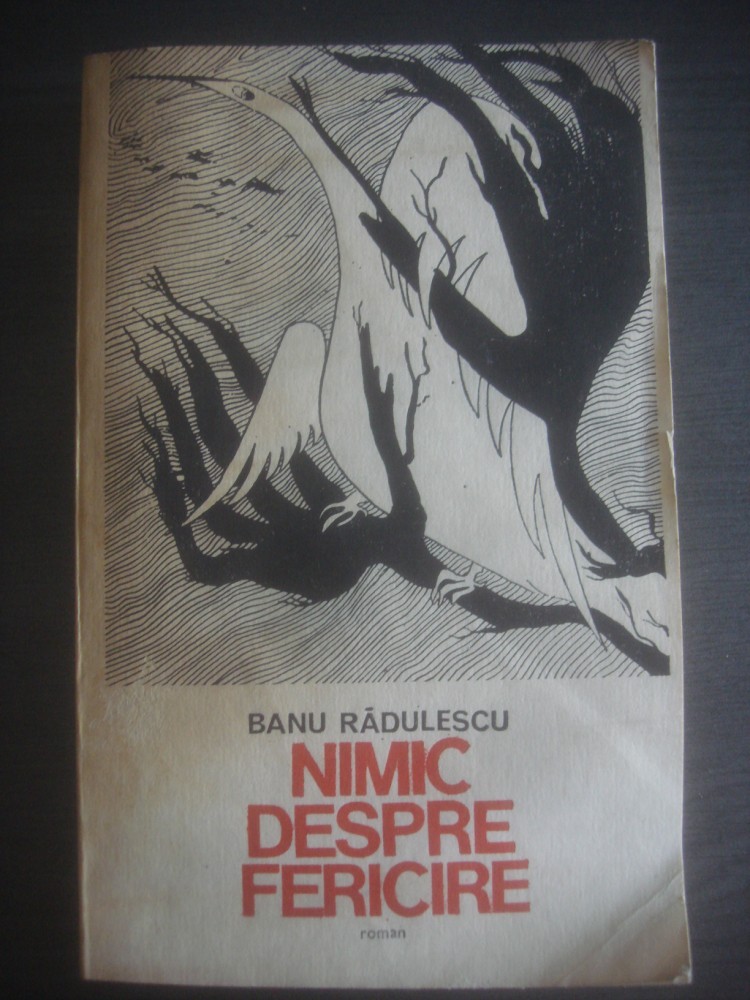 BANU RĂDULESCU
NIMIC
DESPRE
FERICIRE
roman